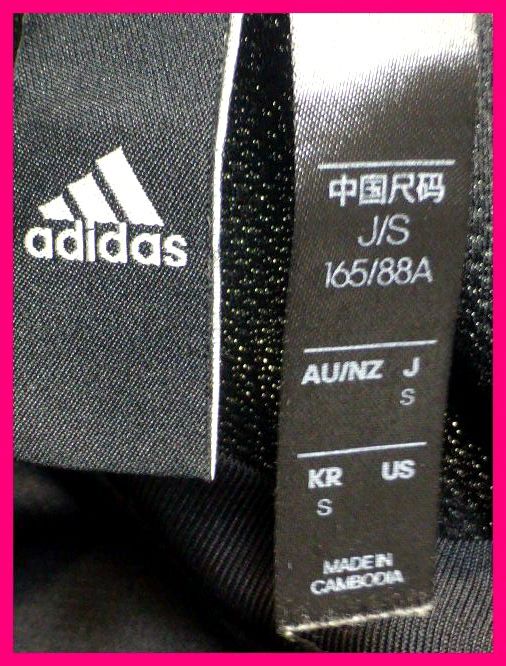 adidas
中国尺码
J/S
165/88A
AU/NZ J
S
KR US
S
MADE IN
CAMBODIA